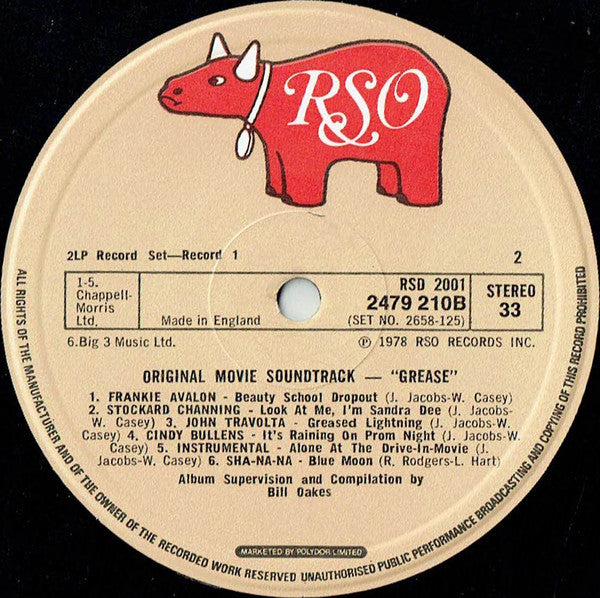 RSO
2LP Record Set—Record 1
2
1-5.
Chappell-
Morris
Ltd.
Made in England
RSD 2001
2479 210B
(SET NO. 2658-125)
STEREO
33
6.Big 3 Music Ltd.
℗ 1978 RSO RECORDS INC.
ORIGINAL MOVIE SOUNDTRACK — "GREASE"
1. FRANKIE AVALON - Beauty School Dropout (J. Jacobs-W. Casey)
2. STOCKARD CHANNING - Look At Me, I'm Sandra Dee (J. Jacobs-
W. Casey) 3. JOHN TRAVOLTA - Greased Lightning (J. Jacobs-W.
Casey) 4. CINDY BULLENS - It's Raining On Prom Night (J. Jacobs-W.
Casey) 5. INSTRUMENTAL - Alone At The Drive-In-Movie (J.
Jacobs-W. Casey) 6. SHA-NA-NA - Blue Moon (R. Rodgers-L. Hart)
Album Supervision and Compilation by
Bill Oakes
MARKETED BY POLYDOR LIMITED
ALL RIGHTS OF THE MANUFACTURER AND OF THE OWNER OF THE RECORDED WORK RESERVED UNAUTHORISED PUBLIC PERFORMANCE BROADCASTING AND COPYING OF THIS RECORD PROHIBITED